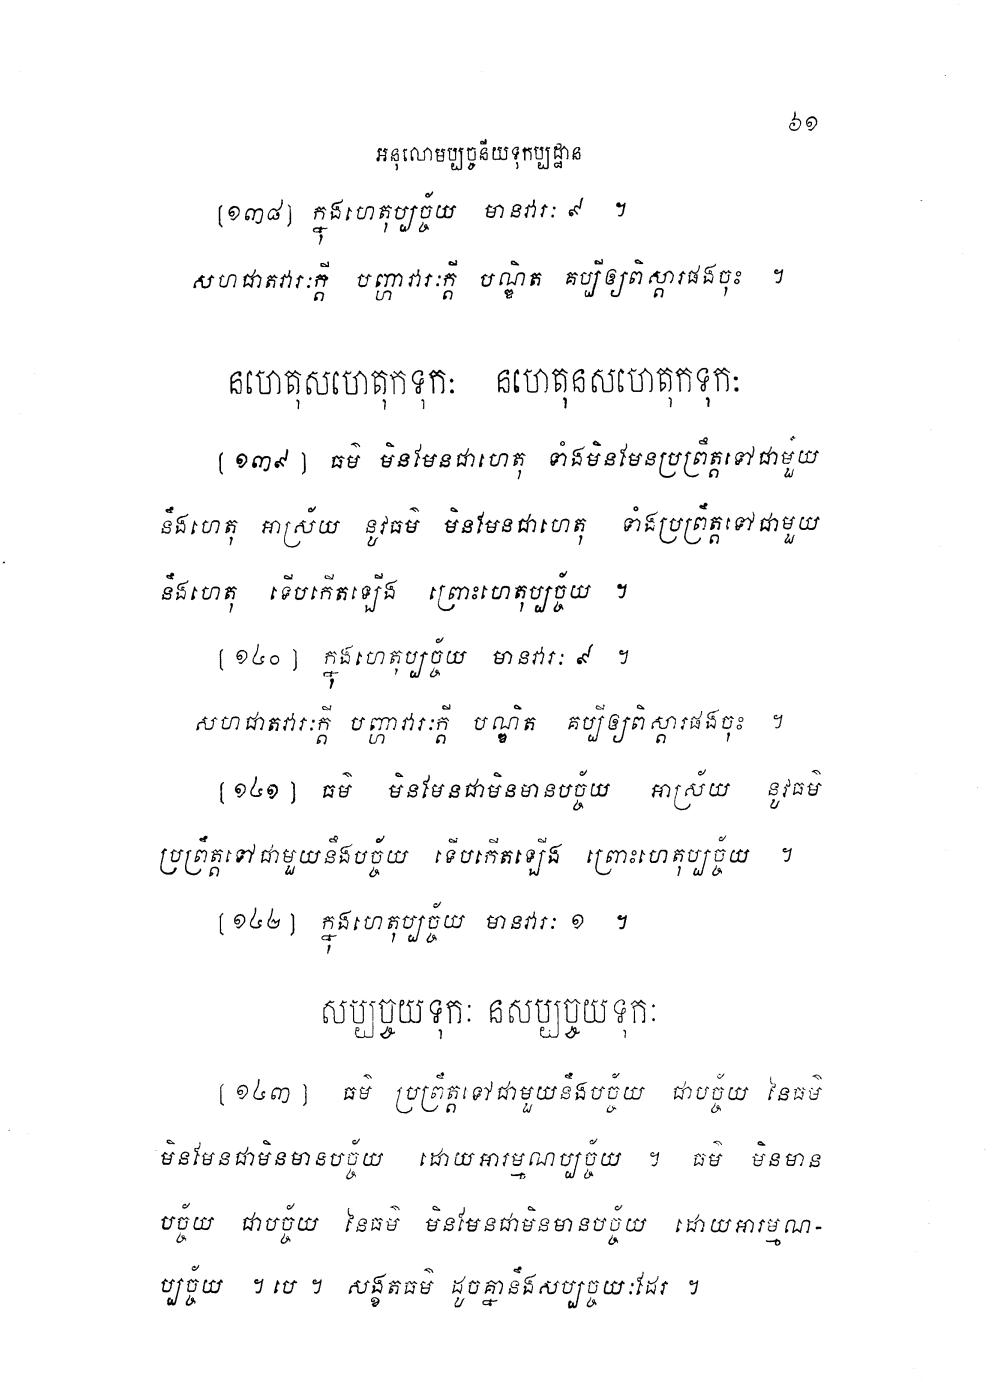 ៦១
អនុលោមប្បច្ចនីយទុកប្បដ្ឋាន
(១៣៨) ក្នុងហេតុប្បច្ច័យ មានវារៈ ៩ ។
សហជាតវារៈក្តី បញ្ហាវារៈក្តី បណ្ឌិត គប្បីឲ្យពិស្តារផងចុះ ។
នហេតុសហេតុកទុកៈ នហេតុនសហេតុកទុកៈ
(១៣៩) ធម៌ មិនមែនជាហេតុ ទាំងមិនមែនប្រព្រឹត្តទៅជាមួយ
នឹងហេតុ អាស្រ័យ នូវធម៌ មិនមែនជាហេតុ ទាំងប្រព្រឹត្តទៅជាមួយ
នឹងហេតុ ទើបកើតឡើង ព្រោះហេតុប្បច្ច័យ ។
(១៤០) ក្នុងហេតុប្បច្ច័យ មានវារៈ ៩ ។
សហជាតវារៈក្តី បញ្ហាវារៈក្តី បណ្ឌិត គប្បីឲ្យពិស្តារផងចុះ ។
(១៤១) ធម៌ មិនមែនជាមិនមានបច្ច័យ អាស្រ័យ នូវធម៌
ប្រព្រឹត្តទៅជាមួយនឹងបច្ច័យ ទើបកើតឡើង ព្រោះហេតុប្បច្ច័យ ។
(១៤២) ក្នុងហេតុប្បច្ច័យ មានវារៈ ១ ។
សប្បច្ចយទុកៈ នសប្បច្ចយទុកៈ
(១៤៣) ធម៌ ប្រព្រឹត្តទៅជាមួយនឹងបច្ច័យ ជាបច្ច័យ នៃធម៌
មិនមែនជាមិនមានបច្ច័យ ដោយអារម្មណប្បច្ច័យ ។ ធម៌ មិនមាន
បច្ច័យ ជាបច្ច័យ នៃធម៌ មិនមែនជាមិនមានបច្ច័យ ដោយអារម្មណ-
ប្បច្ច័យ ។ បេ ។ សង្ខតធម៌ ដូចគ្នានឹងសប្បច្ចយៈដែរ ។